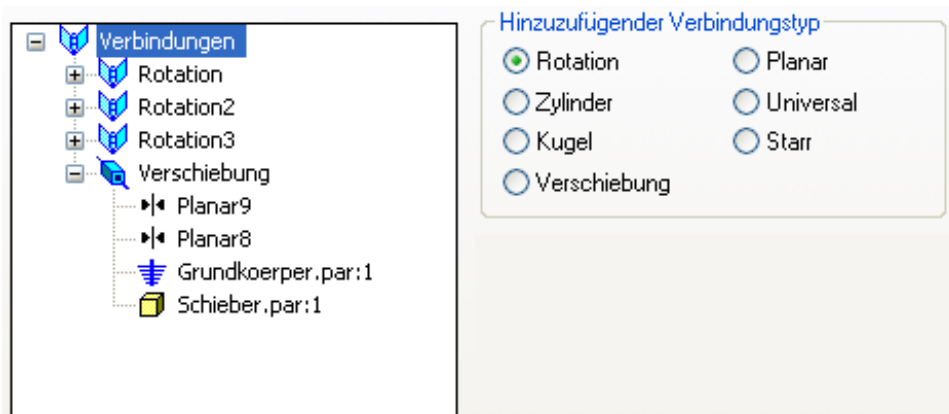 Verbindungen
Rotation
Rotation2
Rotation3
Verschiebung
Planar9
Planar8
Grundkoerper.par:1
Schieber.par:1
Hinzuzufügender Verbindungstyp
Rotation Planar
Zylinder Universal
Kugel Starr
Verschiebung